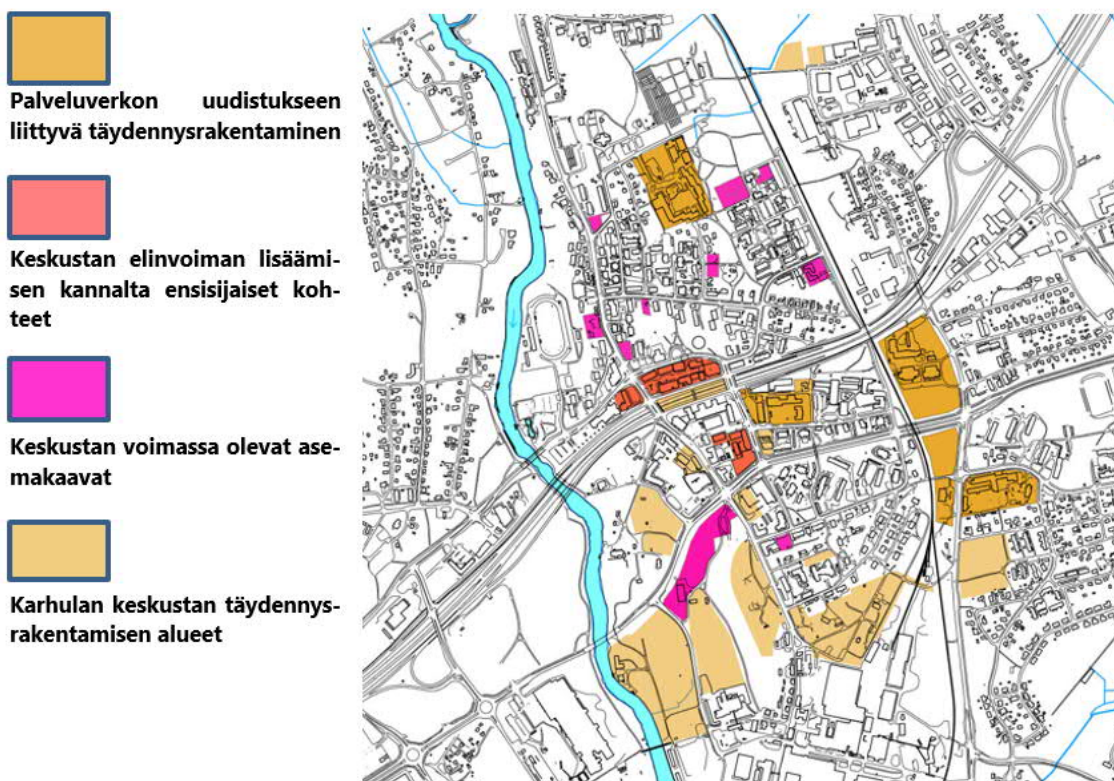 Palveluverkon uudistukseen
liittyvä täydennysrakentaminen
Keskustan elinvoiman lisäämi-
sen kannalta ensisijaiset koh-
teet
Keskustan voimassa olevat ase-
makaavat
Karhulan keskustan täydennys-
rakentamisen alueet